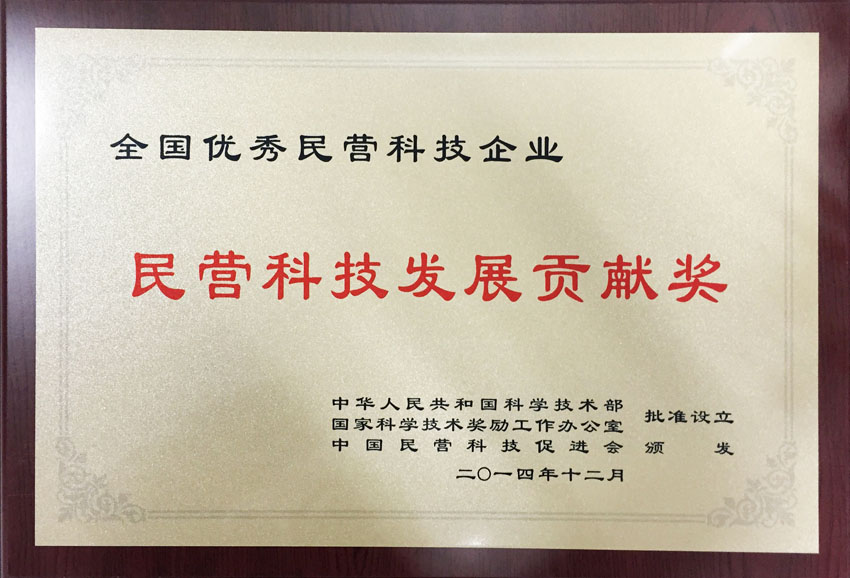 全国优秀民营科技企业
民营科技发展贡献奖
中华人民共和国科学技术部
国家科学技术奖励工作办公室 批准设立
中国民营科技促进会 颁发
二〇一四年十二月